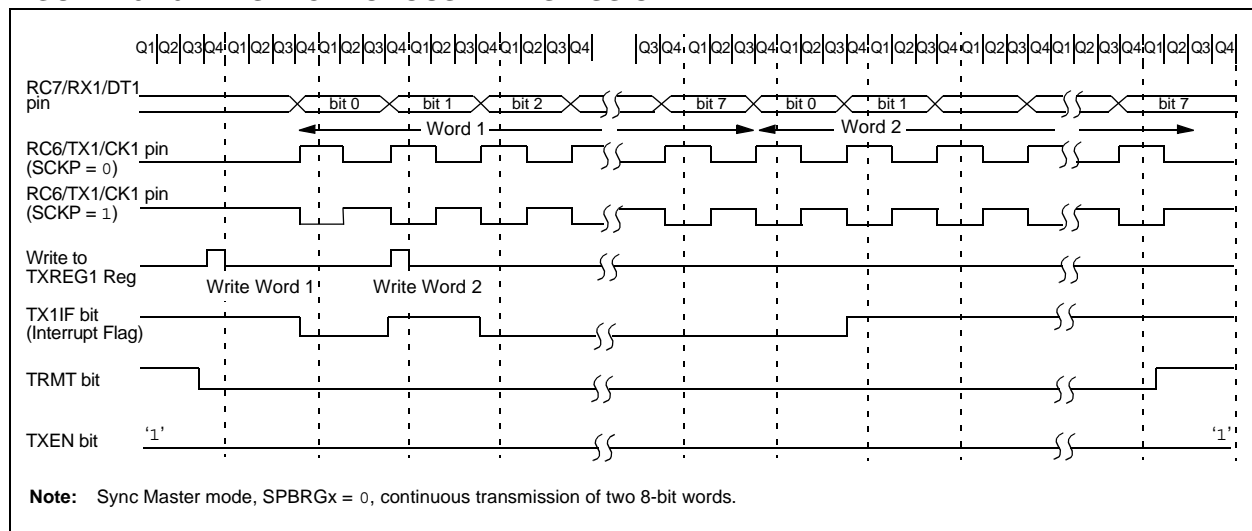 Q1 Q2 Q3 Q4 Q1 Q2 Q3 Q4 Q1 Q2 Q3 Q4 Q1 Q2 Q3 Q4 Q1 Q2 Q3 Q4 Q3 Q4 Q1 Q2 Q3 Q4 Q1 Q2 Q3 Q4 Q1 Q2 Q3 Q4 Q1 Q2 Q3 Q4 Q1 Q2 Q3 Q4 Q1 Q2 Q3 Q4
RC7/RX1/DT1
pin
bit 0 bit 1 bit 2 bit 7 bit 0 bit 1 bit 7
Word 1 Word 2
RC6/TX1/CK1 pin
(SCKP = 0)
RC6/TX1/CK1 pin
(SCKP = 1)
Write to
TXREG1 Reg
Write Word 1 Write Word 2
TX1IF bit
(Interrupt Flag)
TRMT bit
TXEN bit
‘1’ ‘1’
Note: Sync Master mode, SPBRGx = 0, continuous transmission of two 8-bit words.